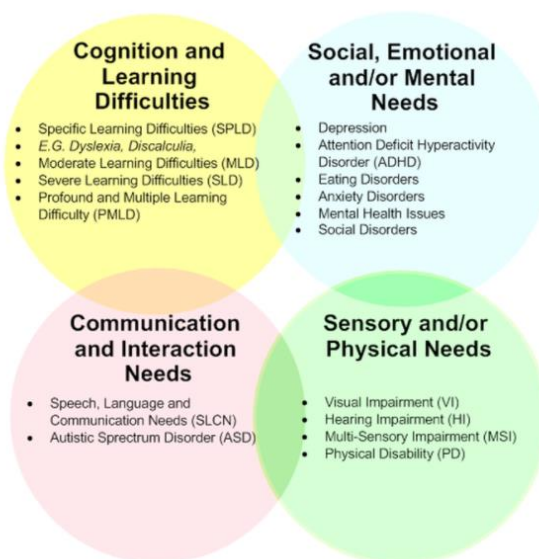 Cognition and
Learning
Difficulties
• Specific Learning Difficulties (SPLD)
• E.G. Dyslexia, Discalculia,
• Moderate Learning Difficulties (MLD)
• Severe Learning Difficulties (SLD)
• Profound and Multiple Learning
Difficulty (PMLD)
Social, Emotional
and/or Mental
Needs
• Depression
• Attention Deficit Hyperactivity
Disorder (ADHD)
• Eating Disorders
• Anxiety Disorders
• Mental Health Issues
• Social Disorders
Communication
and Interaction
Needs
• Speech, Language and
Communication Needs (SLCN)
• Autistic Spectrum Disorder (ASD)
Sensory and/or
Physical Needs
• Visual Impairment (VI)
• Hearing Impairment (HI)
• Multi-Sensory Impairment (MSI)
• Physical Disability (PD)